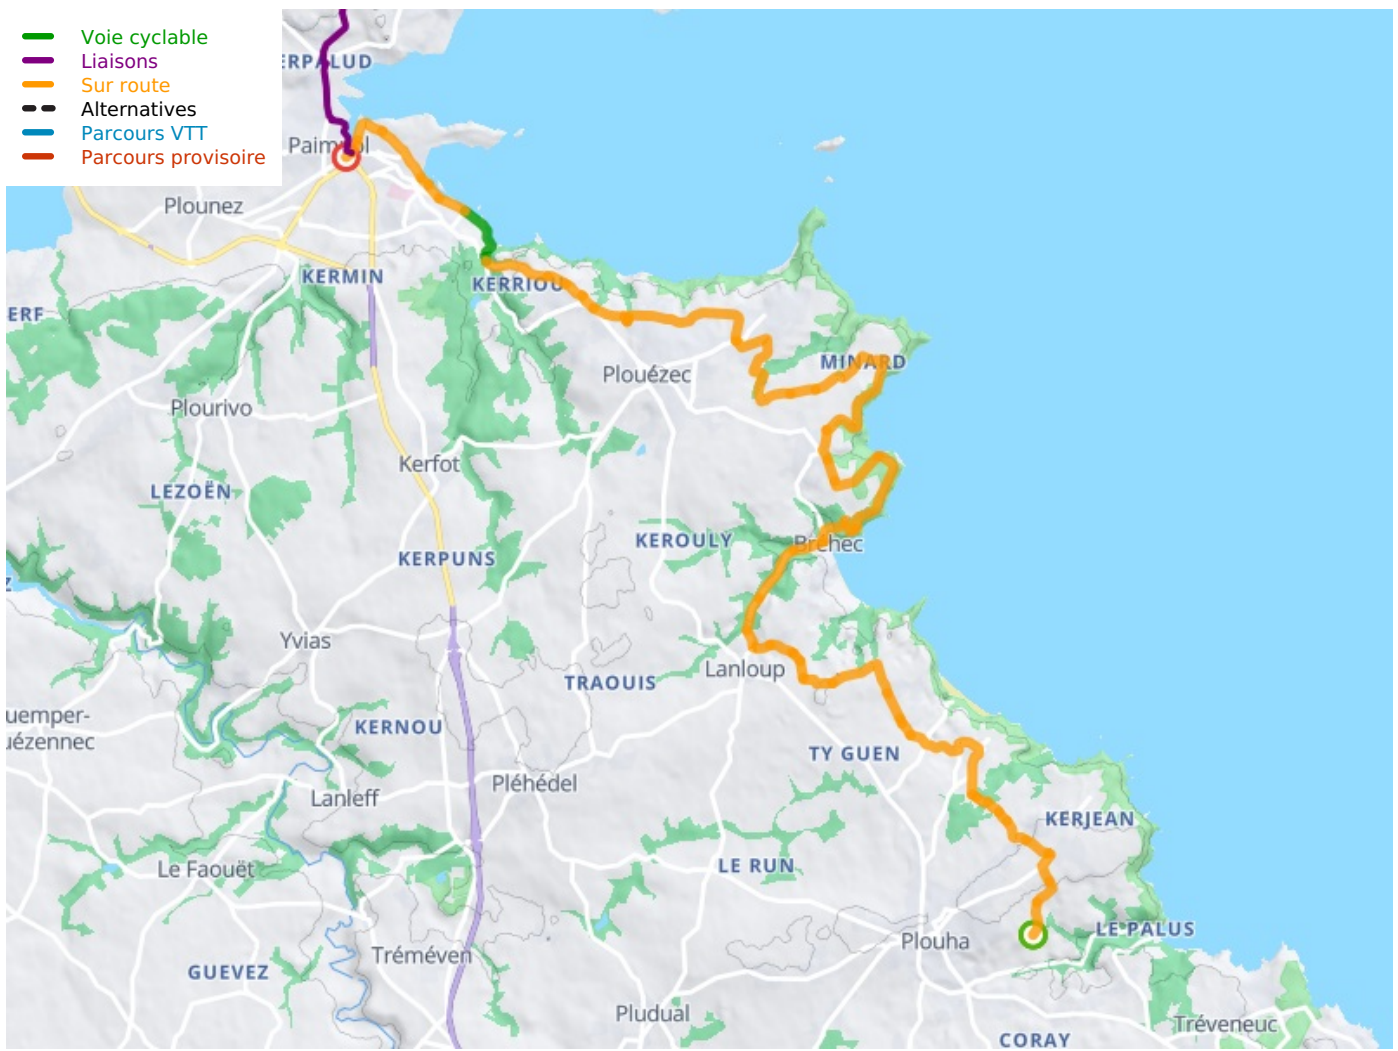 Voie cyclable
Liaisons
Sur route
Alternatives
Parcours VTT
Parcours provisoire
ERPALUD
Plounez
KERMIN
KERRIOU
ERF
MINARD
Plouézec
Plourivo
Kerfot
LEZOËN
KEROULY
Bréhec
KERPUNS
Z
Yvias
Lanloup
TRAOUIS
uemper-
uézennec
KERNOU
TY GUEN
Pléhédel
Lanleff
KERJEAN
Le Faouët
LE RUN
LE PALUS
Plouha
Tréméven
GUEVEZ
Pludual
Tréveneuc
CORAY